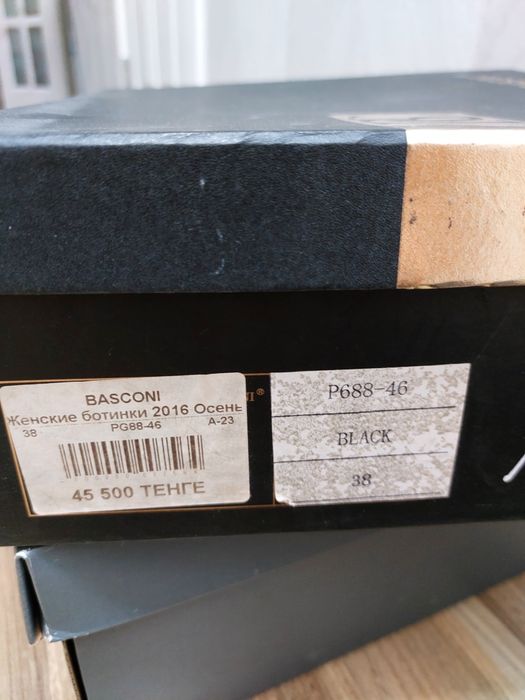 BASCONI
Женские ботинки 2016 Осень
38 PG88-46 A-23
45 500 ТЕНГЕ
®
P688-46
BLACK
38